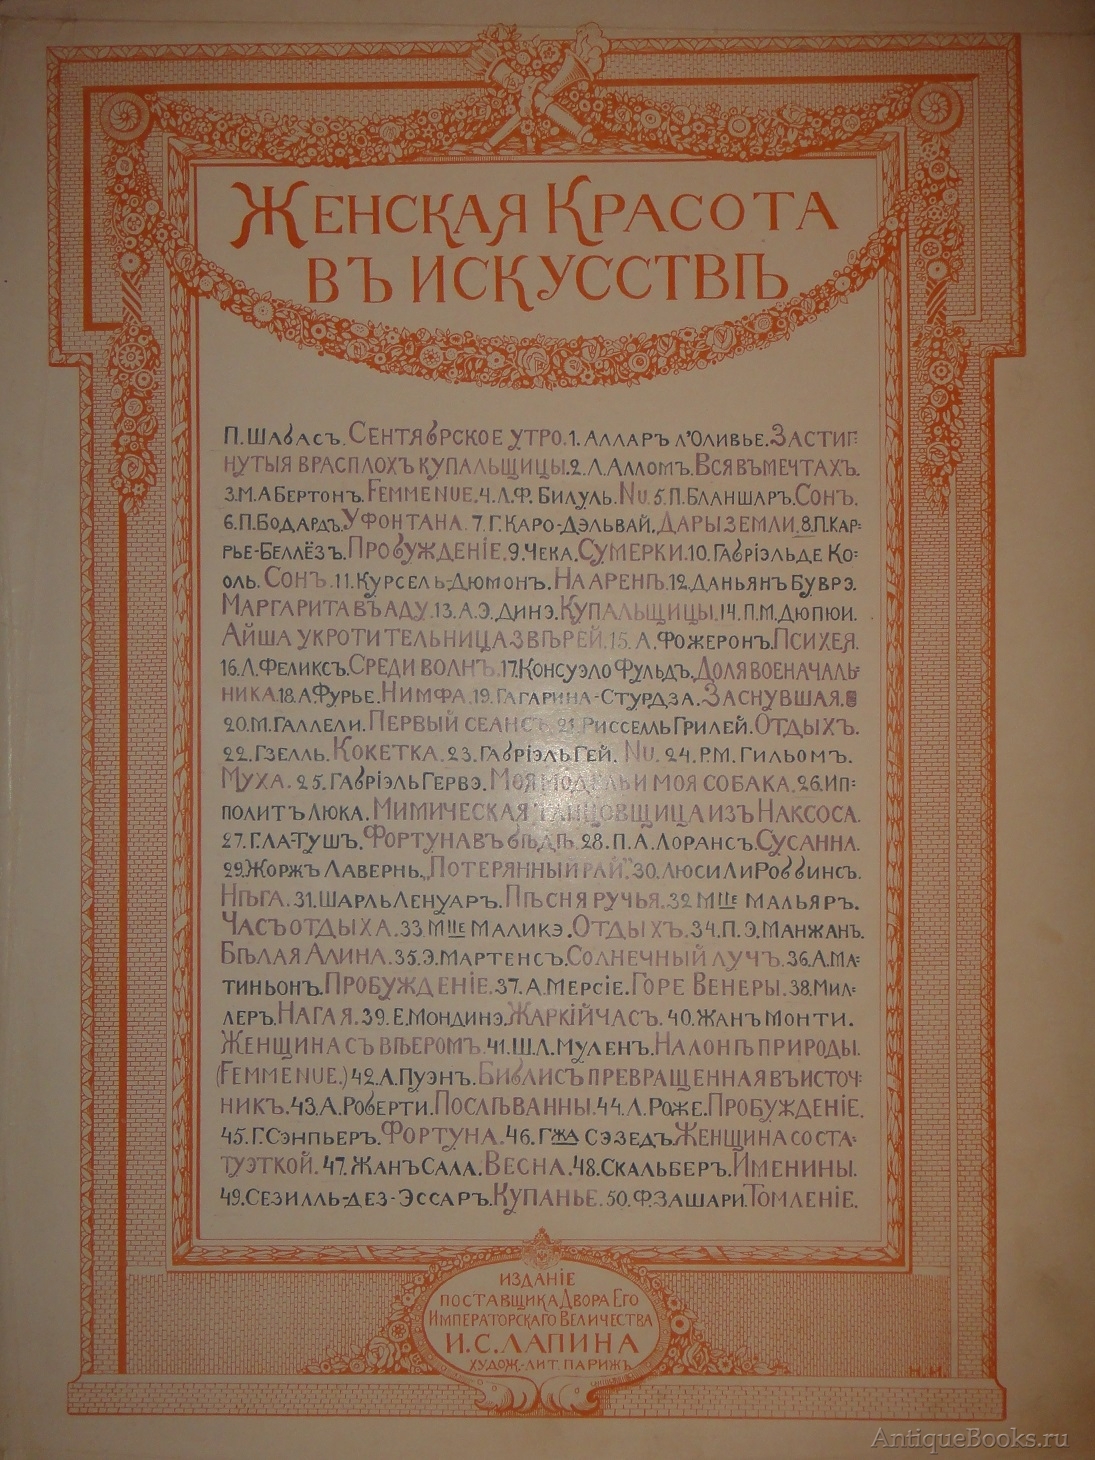 Женская Красота
въ искусствѣ
П. Шабасъ. Сентябрское утро. 1. Алларъ л'Оливье. Застиг-
нутыя врасплохъ купальщицы. 2. Л. Алломъ. Вся въ мечтахъ.
3. М. А Бертонъ. Femme nue. 4. Л. Ф. Билуль. Nu. 5. П. Бланшаръ. Сонъ.
6. П. Бодардъ. У фонтана. 7. Г. Каро-Дэльвай. Дары земли. 8. П. Кар-
рье-Беллёзъ. Пробужденіе. 9. Чека. Сумерки. 10. Габріэль де Ко-
оль. Сонъ. 11. Курсель-Дюмонъ. На аренѣ. 12. Даньянъ Буврэ.
Маргарита въ аду. 13. А. Э. Динэ. Купальщицы. 14. П. М. Дюпюи.
Айша укротительница звѣрей. 15. А. Фожеронъ. Психея.
16. Л. Феликсъ. Среди волнъ. 17. Консуэло Фульдъ. Доля военачаль-
ника. 18. А. Фурье. Нимфа. 19. Гагарина-Стурдза. Заснувшая.
20. М. Галлели. Первый сеансъ. 21. Рисселль Грилей. Отдыхъ.
22. Гзелль. Кокетка. 23. Габріэль Гей. Nu. 24. Р. М. Гильомъ.
Муха. 25. Габріэль Гервэ. Моя модель и моя собака. 26. Ип-
политъ Люка. Мимическая танцовщица изъ Наксоса.
27. Г. Ла-Тушъ. Фортуна въ бѣдѣ. 28. П. А. Лорансъ. Сусанна.
29. Жоржъ Лавернь. „Потерянный рай". 30. Люси Ли Роббинсъ.
Нѣга. 31. Шарль Ленуаръ. Пѣсня ручья. 32 Mlle Мальяръ.
Часъ отдыха. 33. Mlle Маликэ. Отдыхъ. 34. П. Э. Манжанъ.
Бѣлая Алина. 35. Э. Мартенсъ. Солнечный лучъ. 36. А. Ма-
тиньонъ. Пробужденіе. 37. А. Мерсіе. Горе Венеры. 38. Мил-
леръ. Нагая. 39. Е. Мондинэ. Жаркій часъ. 40. Жанъ Монти.
Женщина съ вѣеромъ. 41. Ш. Л. Муленъ. На лонѣ природы.
(Femme nue.) 42. А. Пуэнъ. Библисъ превращенная въ источ-
никъ. 43. А. Роберти. Послѣ ванны. 44. Л. Роже. Пробужденіе.
45. Г. Сэнпьеръ. Фортуна. 46. Гжа Сэзедъ. Женщина со ста-
туэткой. 47. Жанъ Сала. Весна. 48. Скальберъ. Именины.
49. Сезилль-дез-Эссаръ. Купанье. 50. Ф. Зашари. Томленіе.
изданіе
поставщика Двора Его
Императорскаго Величества
И. С. Лапина
худож.-лит. Парижъ
Н. И.
AntiqueBooks.ru